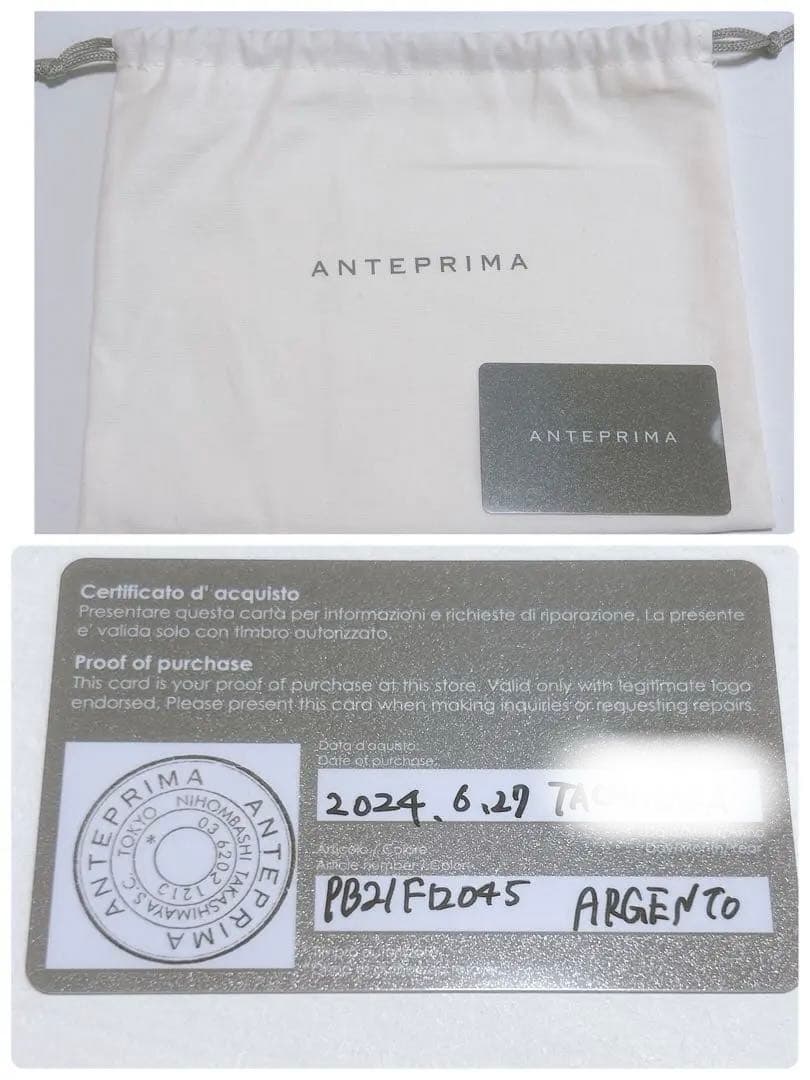 ANTEPRIMA
ANTEPRIMA
Certificato d' acquisto
Presentare questa carta per informazioni e richieste di riparazione. La presente
e' valida solo con timbro autorizzato.
Proof of purchase
This card is your proof of purchase at this store. Valid only with legitimate logo
endorsed. Please present this card when making inquiries or requesting repairs.
Data d'aquisto:
Date of purchase:
2024. 6. 27
Day/Month/Year
Articolo / Colore
Article number / Color
PB21F12045 ARGENTO
ANTEPRIMA ANTEPRIMA
TOKYO NIHOMBASHI TAKASHIMAYA S.C.
03 6202 1213
*